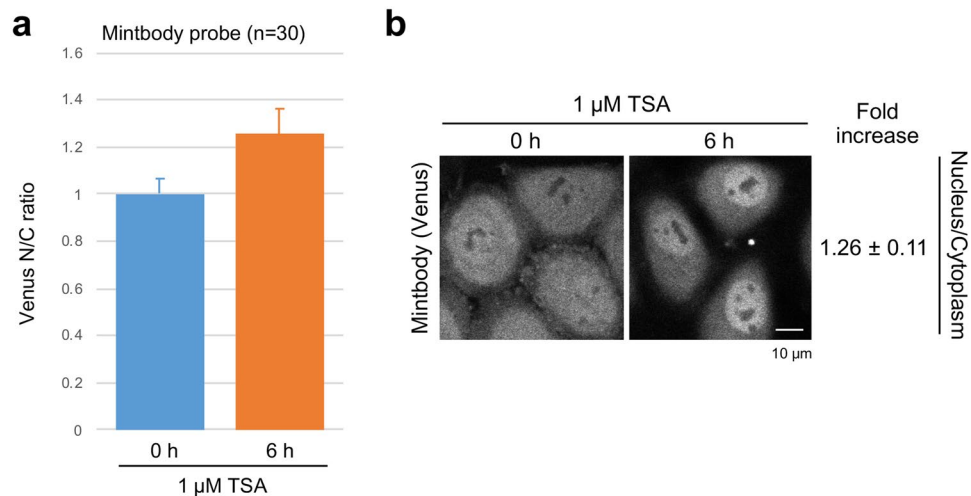 a
Mintbody probe (n=30)
1.6
1.4
1.2
1
0.8
0.6
0.4
0.2
0
Venus N/C ratio
0 h
6 h
1 µM TSA
b
1 µM TSA
0 h
6 h
Fold
increase
Mintbody (Venus)
1.26 ± 0.11
Nucleus/Cytoplasm
10 µm